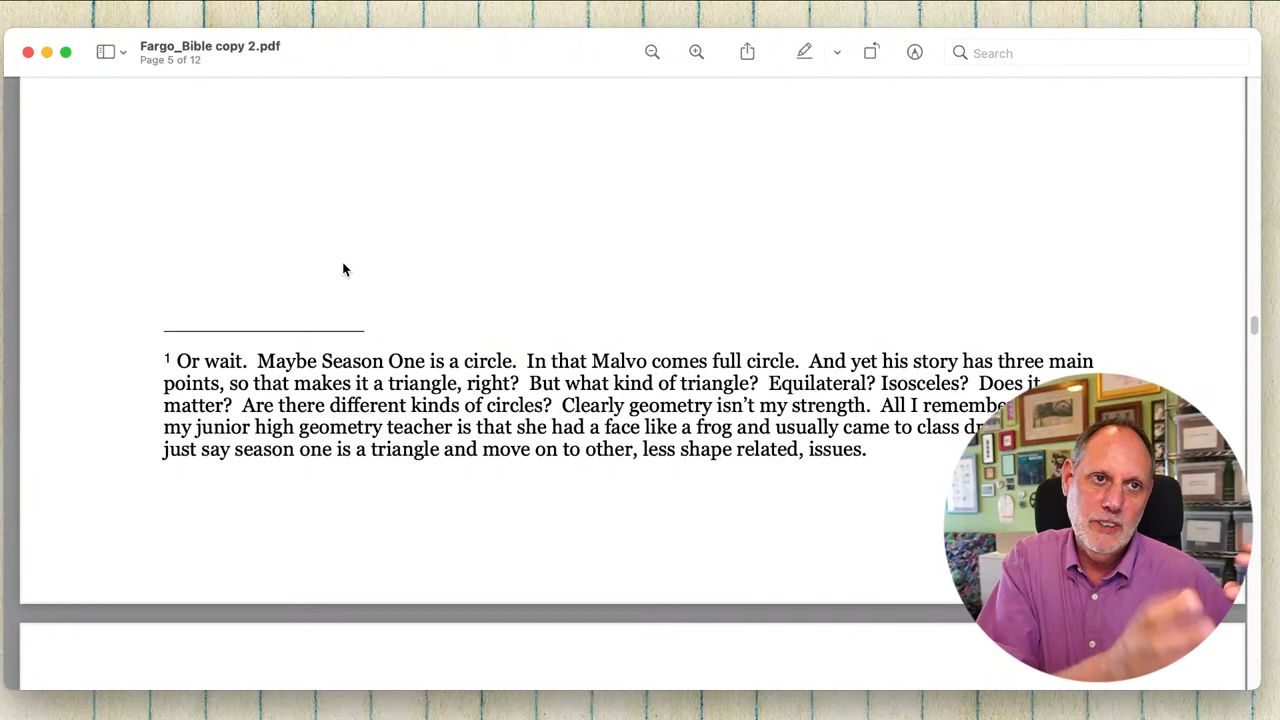 Fargo_Bible copy 2.pdf
Page 5 of 12
Search
1 Or wait. Maybe Season One is a circle. In that Malvo comes full circle. And yet his story has three main
points, so that makes it a triangle, right? But what kind of triangle? Equilateral? Isosceles? Does it
matter? Are there different kinds of circles? Clearly geometry isn't my strength. All I
my junior high geometry teacher is that she had a face like a frog and usually came to class
just say season one is a triangle and move on to other, less shape related, issues.